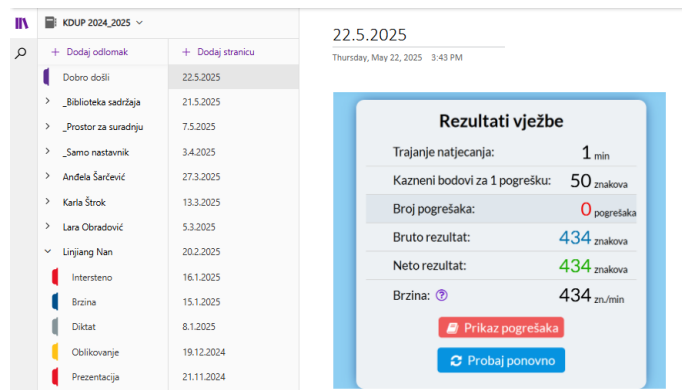 KDUP 2024_2025
+ Dodaj odlomak
+ Dodaj stranicu
Dobro došli
_Biblioteka sadržaja
_Prostor za suradnju
_Samo nastavnik
Anđela Šarčević
Karla Štrok
Lara Obradović
Linjiang Nan
Intersteno
Brzina
Diktat
Oblikovanje
Prezentacija
22.5.2025
21.5.2025
7.5.2025
3.4.2025
27.3.2025
13.3.2025
5.3.2025
20.2.2025
16.1.2025
15.1.2025
8.1.2025
19.12.2024
21.11.2024
22.5.2025
Thursday, May 22, 2025 3:43 PM
Rezultati vježbe
Trajanje natjecanja: 1 min
Kazneni bodovi za 1 pogrešku: 50 znakova
Broj pogrešaka: 0 pogrešaka
Bruto rezultat: 434 znakova
Neto rezultat: 434 znakova
Brzina: ? 434 zn./min
Prikaz pogrešaka
Probaj ponovno